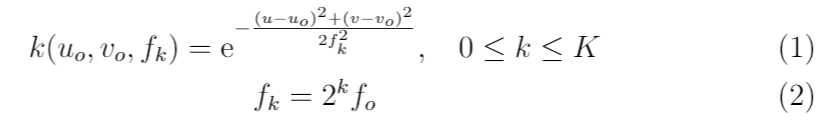 k(u_o, v_o, f_k) = e^{-\frac{(u-u_o)^2+(v-v_o)^2}{2f_k^2}}, 0 ≤ k ≤ K (1)
f_k = 2^k f_o (2)